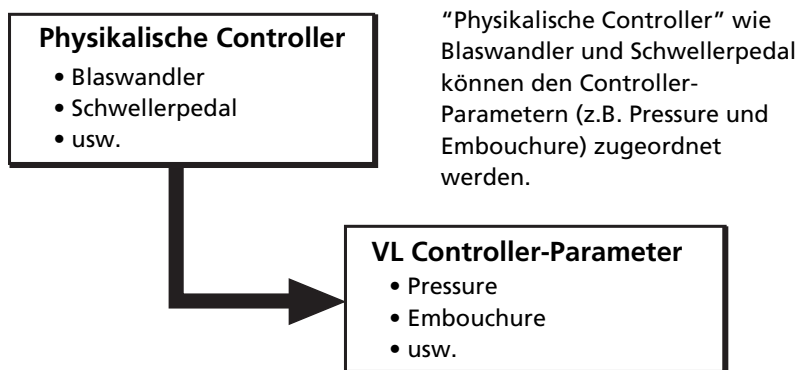 Physikalische Controller
• Blaswandler
• Schwellerpedal
• usw.
“Physikalische Controller” wie
Blaswandler und Schwellerpedal
können den Controller-
Parametern (z.B. Pressure und
Embouchure) zugeordnet
werden.
VL Controller-Parameter
• Pressure
• Embouchure
• usw.